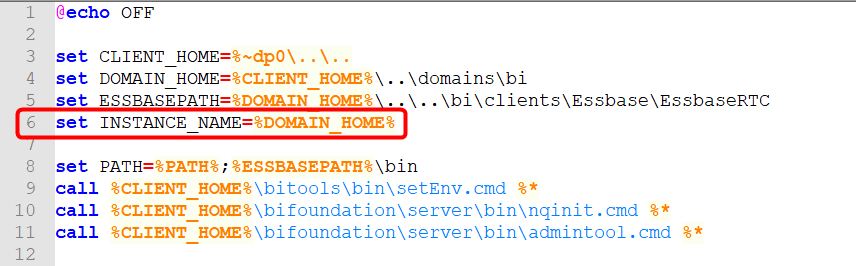 1 @echo OFF
2
3 set CLIENT_HOME=%~dp0\..\..
4 set DOMAIN_HOME=%CLIENT_HOME%\..\domains\bi
5 set ESSBASEPATH=%DOMAIN_HOME%\..\..\bi\clients\Essbase\EssbaseRTC
6 set INSTANCE_NAME=%DOMAIN_HOME%
7
8 set PATH=%PATH%;%ESSBASEPATH%\bin
9 call %CLIENT_HOME%\bitools\bin\setEnv.cmd %*
10 call %CLIENT_HOME%\bifoundation\server\bin\nqinit.cmd %*
11 call %CLIENT_HOME%\bifoundation\server\bin\admintool.cmd %*
12